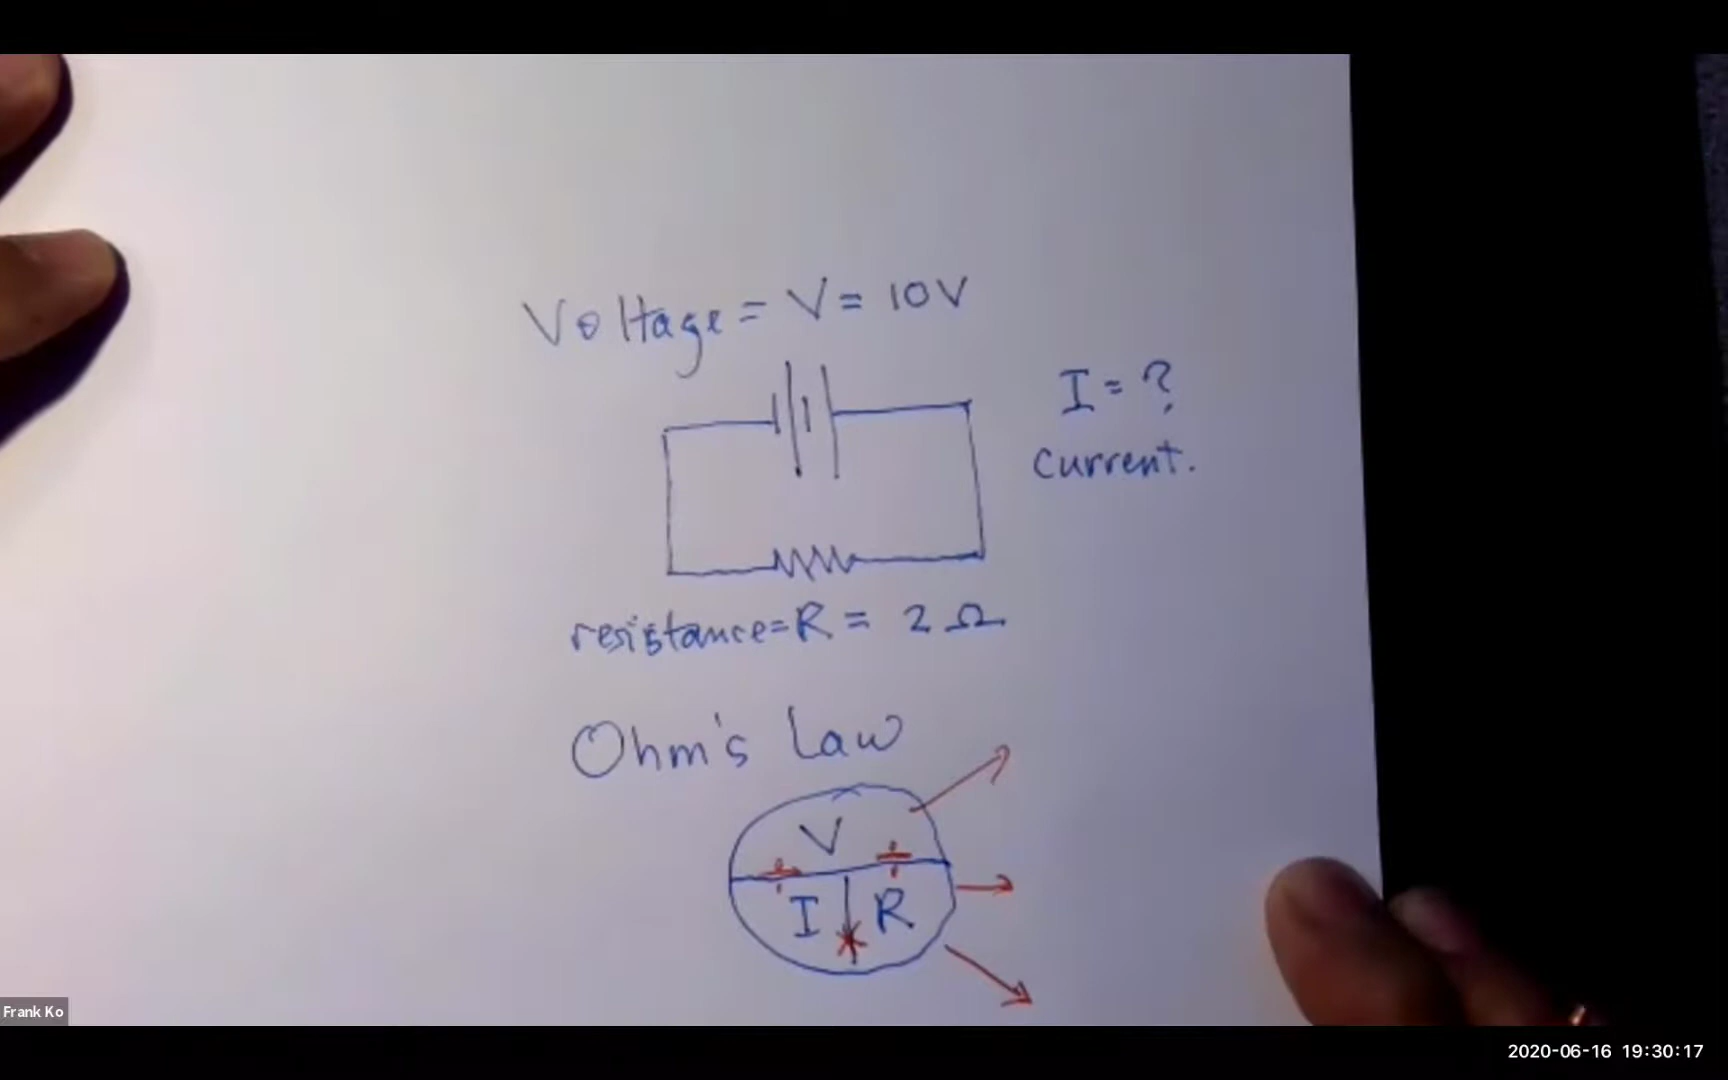 Voltage = V = 10V
I = ?
current.
resistance = R = 2 Ω
Ohm's Law
V
÷ ÷
I * R
Frank Ko
2020-06-16 19:30:17